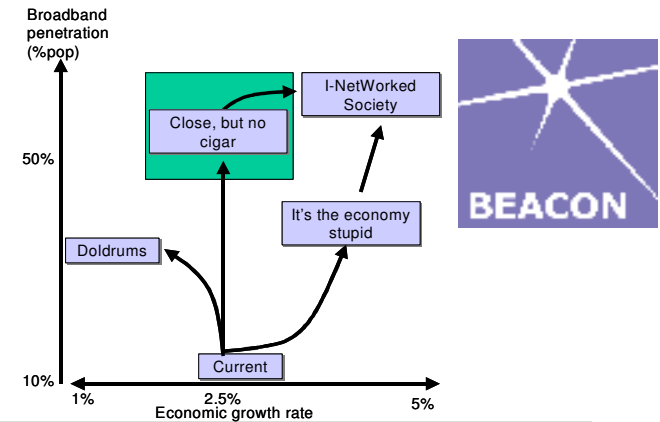 Broadband
penetration
(%pop)
I-NetWorked
Society
Close, but no
cigar
50%
It's the economy
stupid
BEACON
Doldrums
Current
10%
1%
2.5%
5%
Economic growth rate